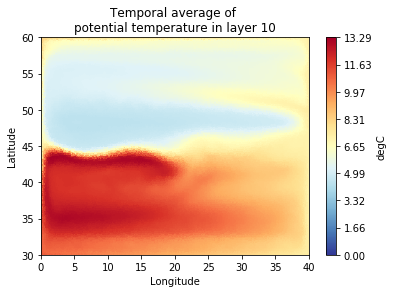 Temporal average of
potential temperature in layer 10
60
55
50
45
40
35
30
Latitude
0 5 10 15 20 25 30 35 40
Longitude
13.29
11.63
9.97
8.31
6.65
4.99
3.32
1.66
0.00
degC